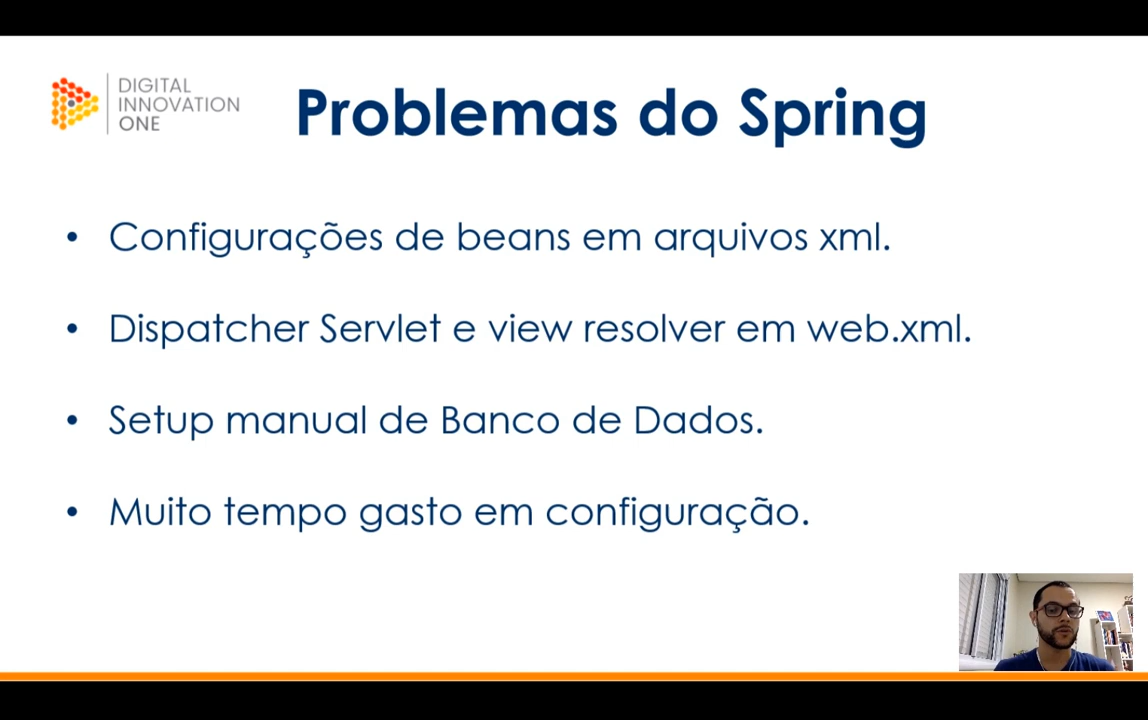 DIGITAL
INNOVATION
ONE
Problemas do Spring
• Configurações de beans em arquivos xml.
• Dispatcher Servlet e view resolver em web.xml.
• Setup manual de Banco de Dados.
• Muito tempo gasto em configuração.